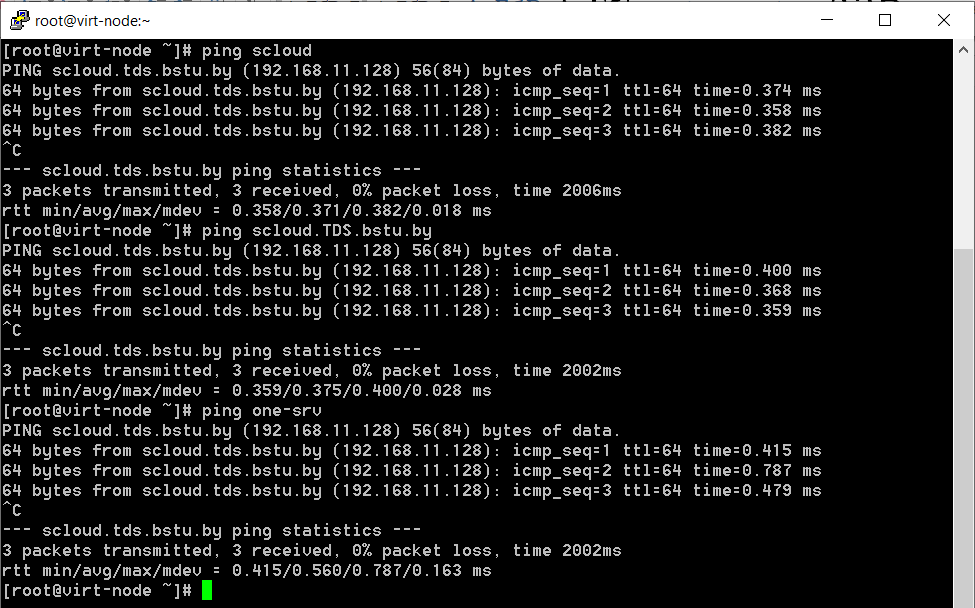 root@virt-node:~
[root@virt-node ~]# ping scloud
PING scloud.tds.bstu.by (192.168.11.128) 56(84) bytes of data.
64 bytes from scloud.tds.bstu.by (192.168.11.128): icmp_seq=1 ttl=64 time=0.374 ms
64 bytes from scloud.tds.bstu.by (192.168.11.128): icmp_seq=2 ttl=64 time=0.358 ms
64 bytes from scloud.tds.bstu.by (192.168.11.128): icmp_seq=3 ttl=64 time=0.382 ms
^C
--- scloud.tds.bstu.by ping statistics ---
3 packets transmitted, 3 received, 0% packet loss, time 2006ms
rtt min/avg/max/mdev = 0.358/0.371/0.382/0.018 ms
[root@virt-node ~]# ping scloud.TDS.bstu.by
PING scloud.tds.bstu.by (192.168.11.128) 56(84) bytes of data.
64 bytes from scloud.tds.bstu.by (192.168.11.128): icmp_seq=1 ttl=64 time=0.400 ms
64 bytes from scloud.tds.bstu.by (192.168.11.128): icmp_seq=2 ttl=64 time=0.368 ms
64 bytes from scloud.tds.bstu.by (192.168.11.128): icmp_seq=3 ttl=64 time=0.359 ms
^C
--- scloud.tds.bstu.by ping statistics ---
3 packets transmitted, 3 received, 0% packet loss, time 2002ms
rtt min/avg/max/mdev = 0.359/0.375/0.400/0.028 ms
[root@virt-node ~]# ping one-srv
PING scloud.tds.bstu.by (192.168.11.128) 56(84) bytes of data.
64 bytes from scloud.tds.bstu.by (192.168.11.128): icmp_seq=1 ttl=64 time=0.415 ms
64 bytes from scloud.tds.bstu.by (192.168.11.128): icmp_seq=2 ttl=64 time=0.787 ms
64 bytes from scloud.tds.bstu.by (192.168.11.128): icmp_seq=3 ttl=64 time=0.479 ms
^C
--- scloud.tds.bstu.by ping statistics ---
3 packets transmitted, 3 received, 0% packet loss, time 2002ms
rtt min/avg/max/mdev = 0.415/0.560/0.787/0.163 ms
[root@virt-node ~]#